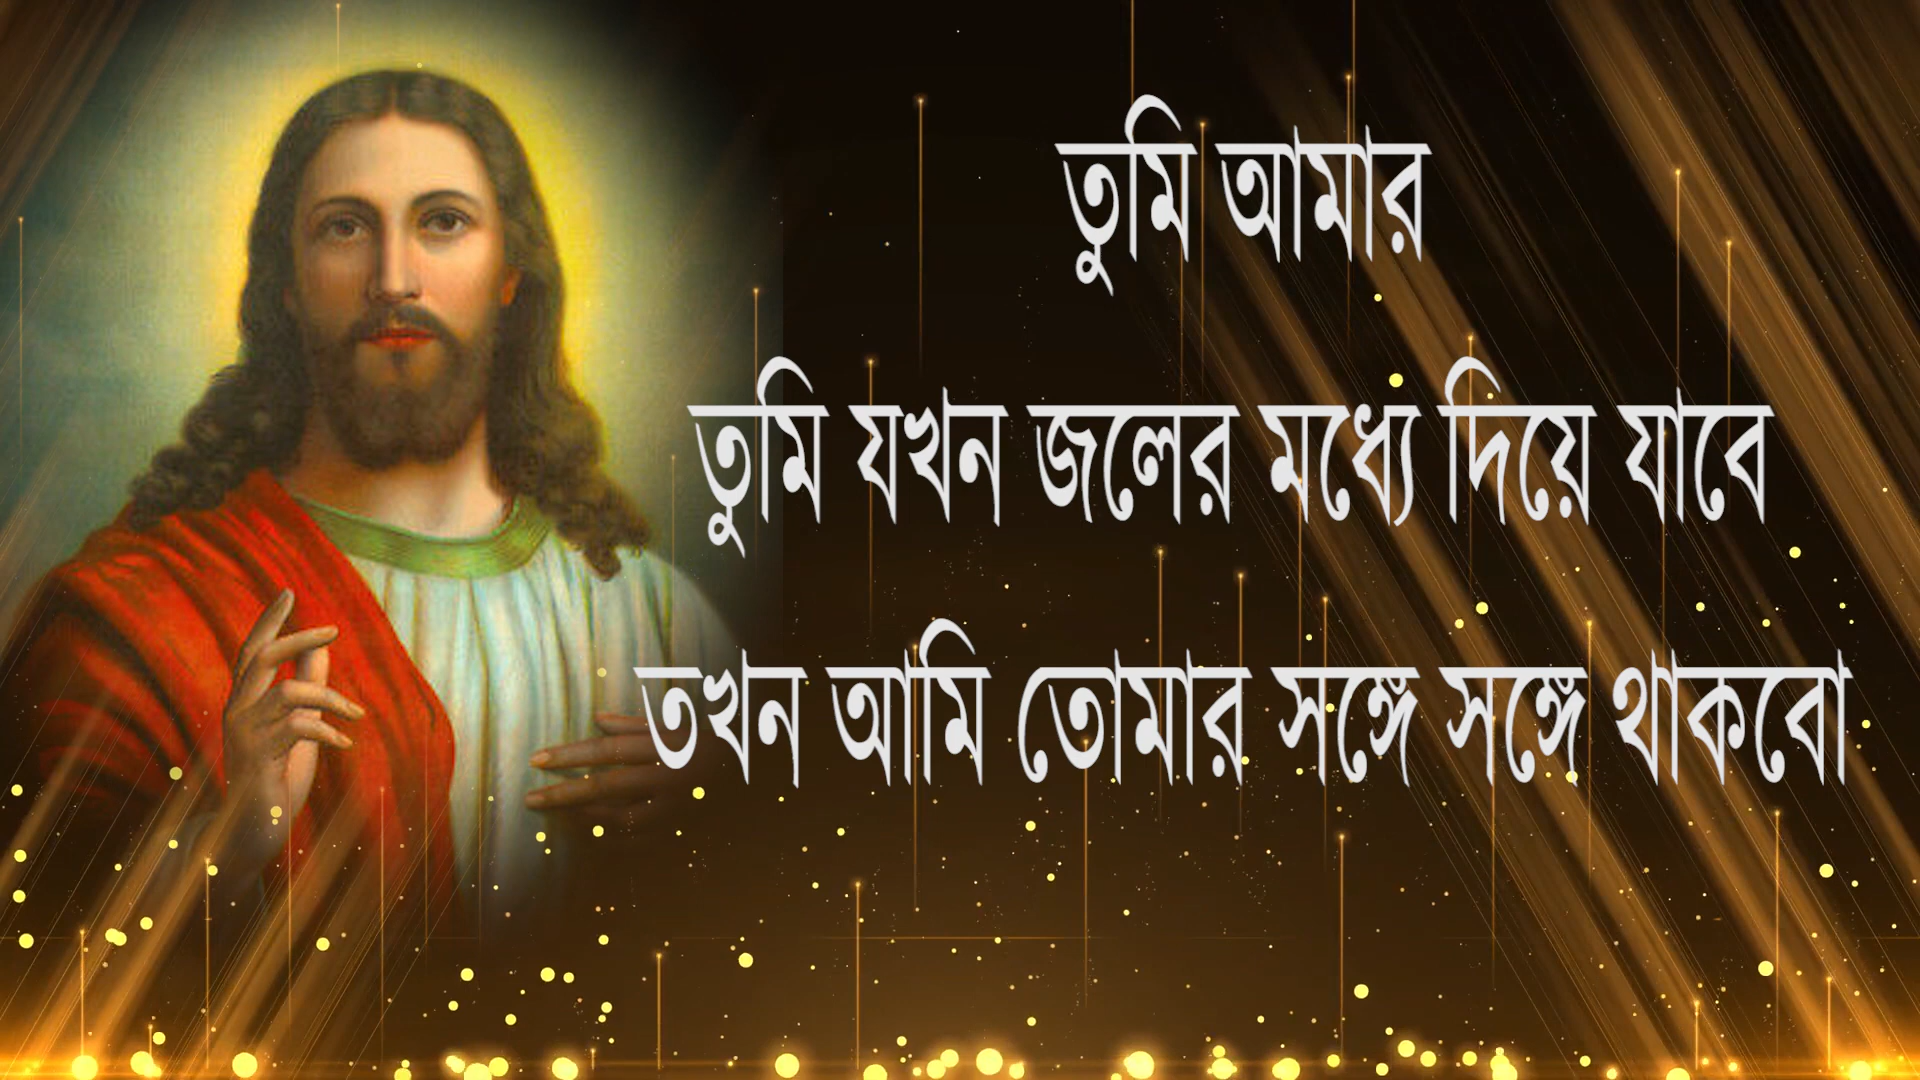 তুমি আমার
তুমি যখন জলের মধ্যে দিয়ে যাবে
তখন আমি তোমার সঙ্গে সঙ্গে থাকবো